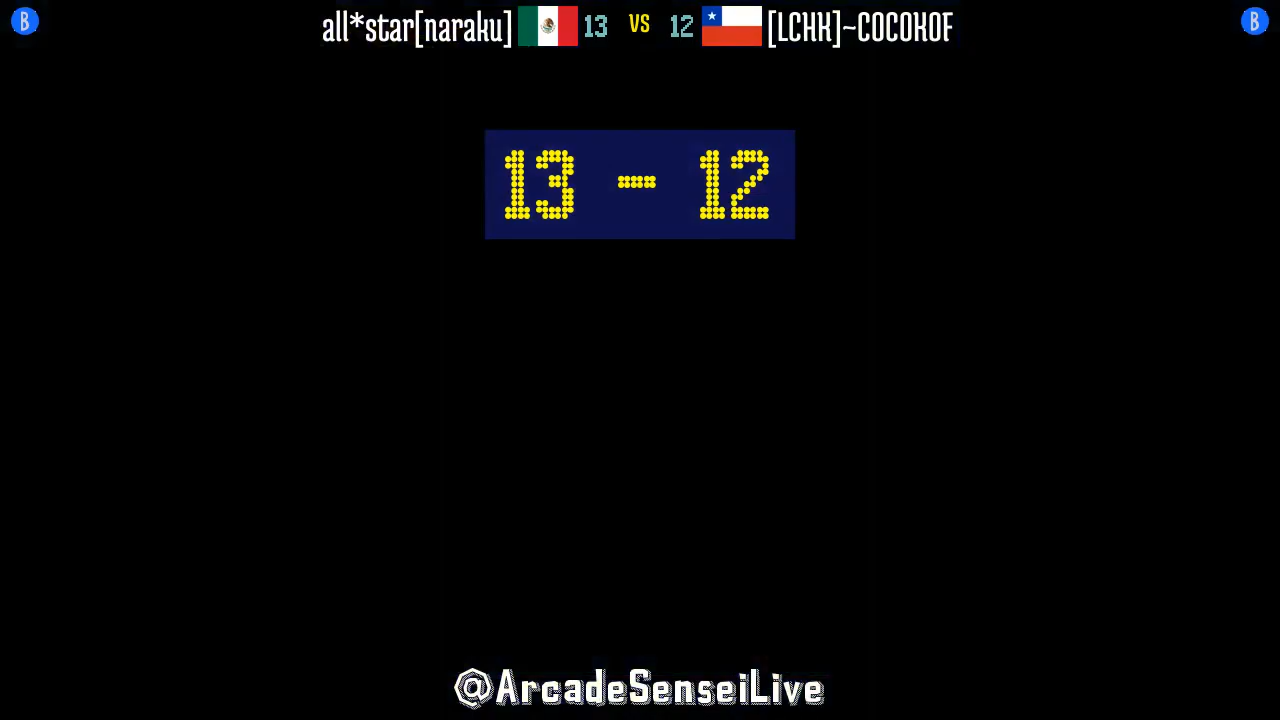 B all*star[naraku] 13 VS 12 [LCHK]~COCOKOF B
13 - 12
@ArcadeSenseiLive